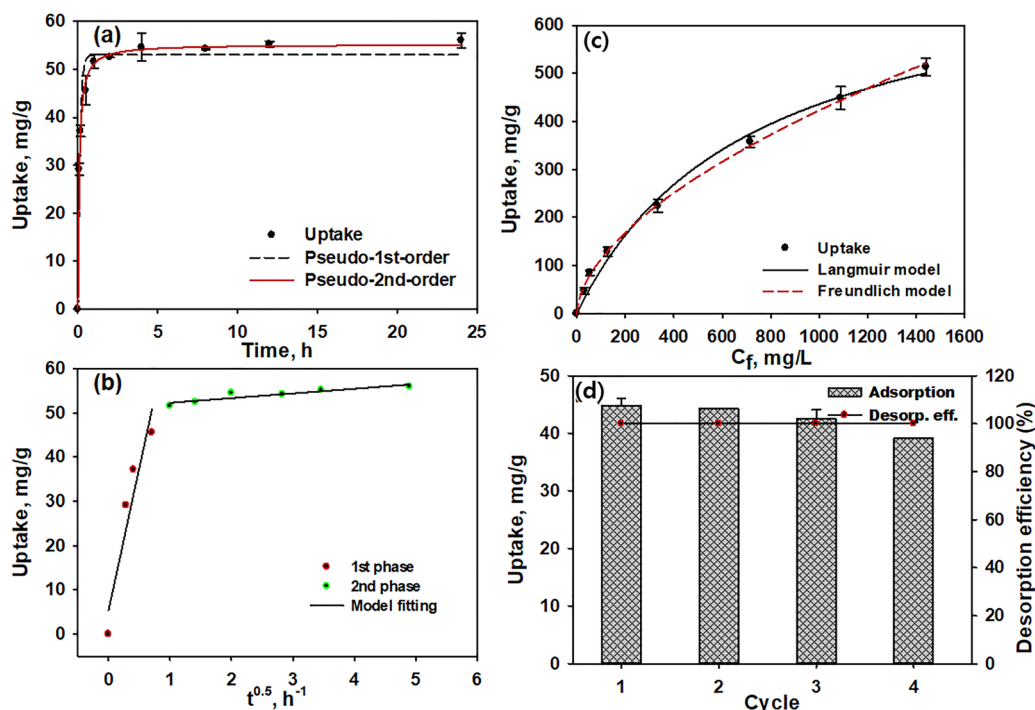 (a)
Uptake, mg/g
60
50
40
30
20
10
0
Uptake
Pseudo-1st-order
Pseudo-2nd-order
0 5 10 15 20 25
Time, h
(c)
Uptake, mg/g
600
500
400
300
200
100
0
Uptake
Langmuir model
Freundlich model
0 200 400 600 800 1000 1200 1400 1600
Cf, mg/L
(b)
Uptake, mg/g
60
50
40
30
20
10
0
1st phase
2nd phase
Model fitting
0 1 2 3 4 5 6
t0.5, h-1
(d)
Uptake, mg/g
50
40
30
20
10
0
Adsorption
Desorp. eff.
120
100
80
60
40
20
0
Desorption efficiency (%)
1 2 3 4
Cycle